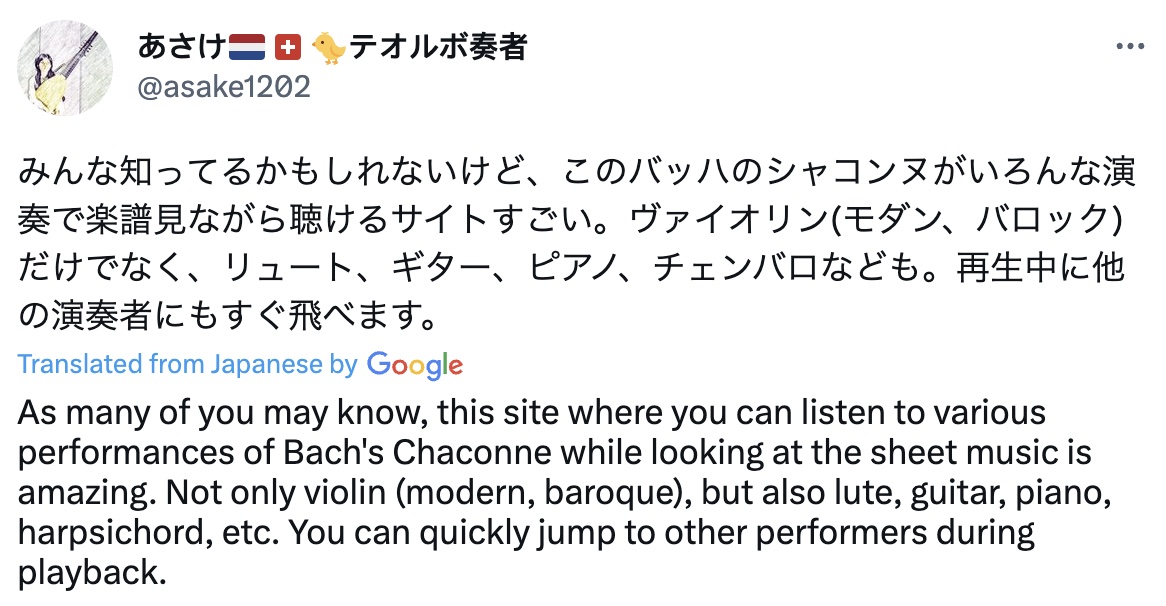 あさけ🇳🇱🇨🇭🐤テオルボ奏者
@asake1202
みんな知ってるかもしれないけど、このバッハのシャコンヌがいろんな演
奏で楽譜見ながら聴けるサイトすごい。ヴァイオリン(モダン、バロック)
だけでなく、リュート、ギター、ピアノ、チェンバロなども。再生中に他
の演奏者にもすぐ飛べます。
Translated from Japanese by Google
As many of you may know, this site where you can listen to various
performances of Bach's Chaconne while looking at the sheet music is
amazing. Not only violin (modern, baroque), but also lute, guitar, piano,
harpsichord, etc. You can quickly jump to other performers during
playback.